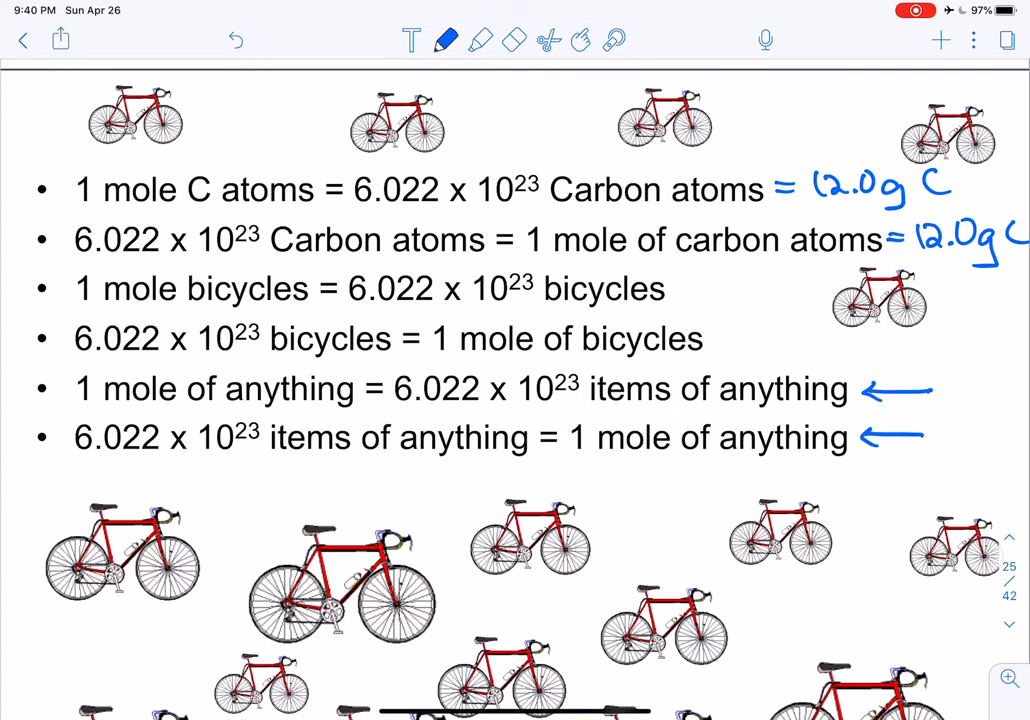 9:40 PM Sun Apr 26 97%
T
• 1 mole C atoms = 6.022 x 10²³ Carbon atoms = 12.0g C
• 6.022 x 10²³ Carbon atoms = 1 mole of carbon atoms = 12.0g C
• 1 mole bicycles = 6.022 x 10²³ bicycles
• 6.022 x 10²³ bicycles = 1 mole of bicycles
• 1 mole of anything = 6.022 x 10²³ items of anything ←
• 6.022 x 10²³ items of anything = 1 mole of anything ←
25
/
42